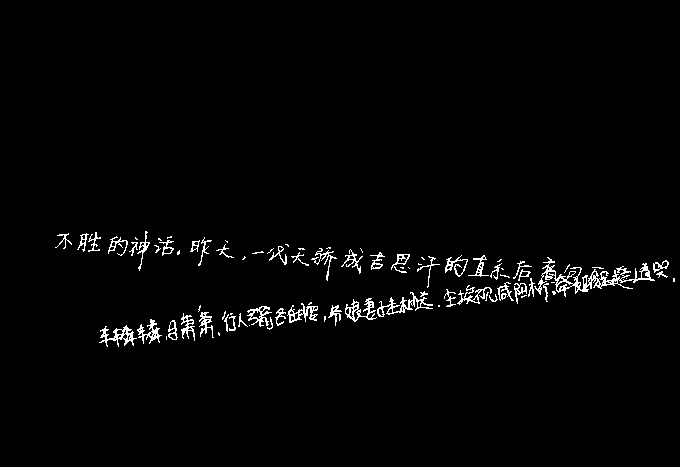 不胜的神话.昨天,一代天骄成吉思汗的直系后裔
车辚辚,马萧萧,行人弓箭各在腰,爷娘妻子走相送.尘埃不见咸阳桥,牵衣顿足拦道哭,